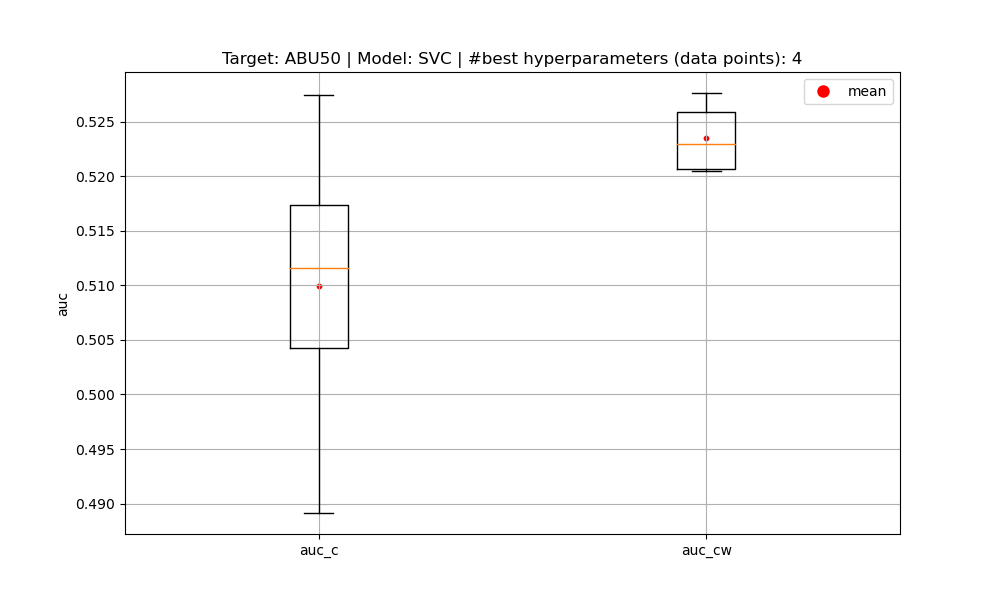 Target: ABU50 | Model: SVC | #best hyperparameters (data points): 4
mean
0.525
0.520
0.515
0.510
0.505
0.500
0.495
0.490
auc
auc_c
auc_cw